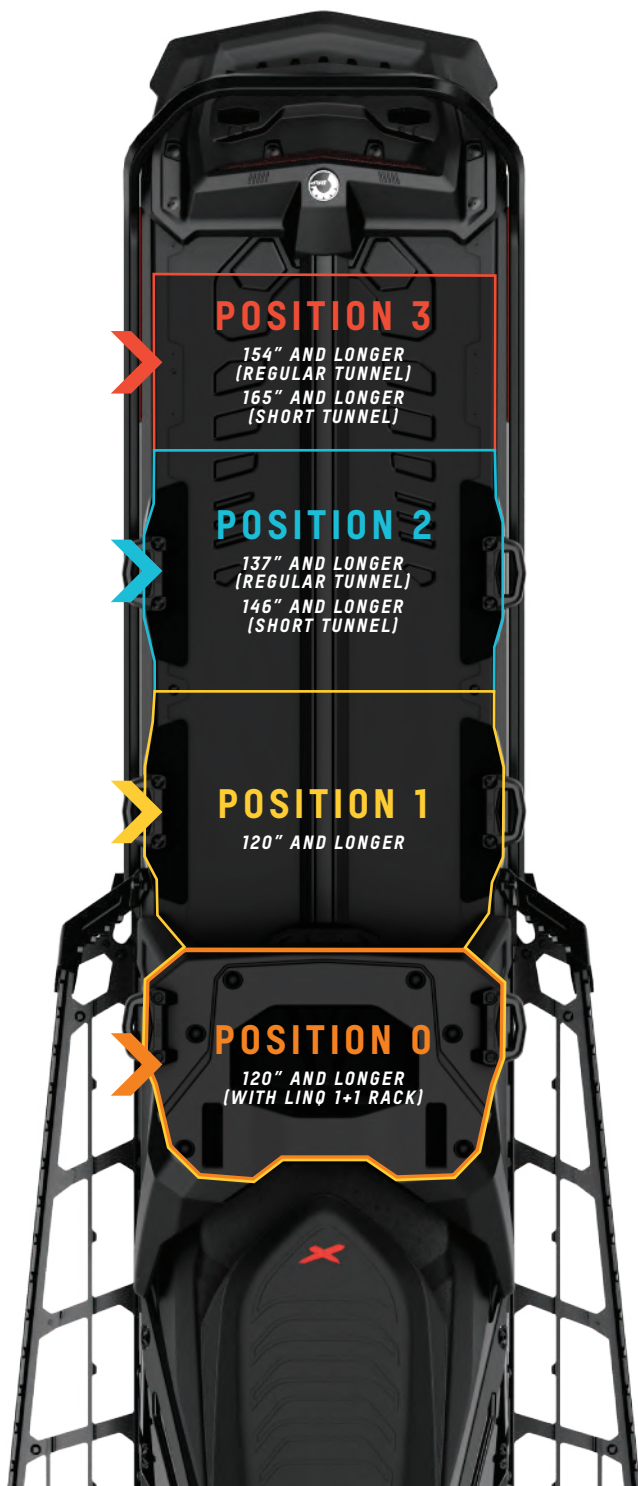 POSITION 3
154” AND LONGER
(REGULAR TUNNEL)
165” AND LONGER
(SHORT TUNNEL)
POSITION 2
137” AND LONGER
(REGULAR TUNNEL)
146” AND LONGER
(SHORT TUNNEL)
POSITION 1
120” AND LONGER
POSITION 0
120” AND LONGER
(WITH LINQ 1+1 RACK)